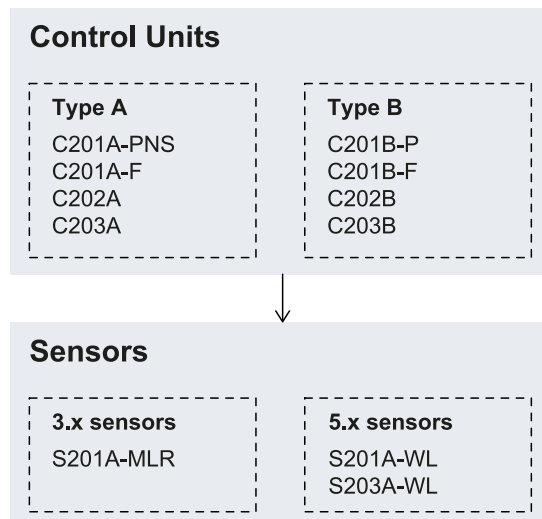 Control Units
Type A
C201A-PNS
C201A-F
C202A
C203A
Type B
C201B-P
C201B-F
C202B
C203B
Sensors
3.x sensors
S201A-MLR
5.x sensors
S201A-WL
S203A-WL